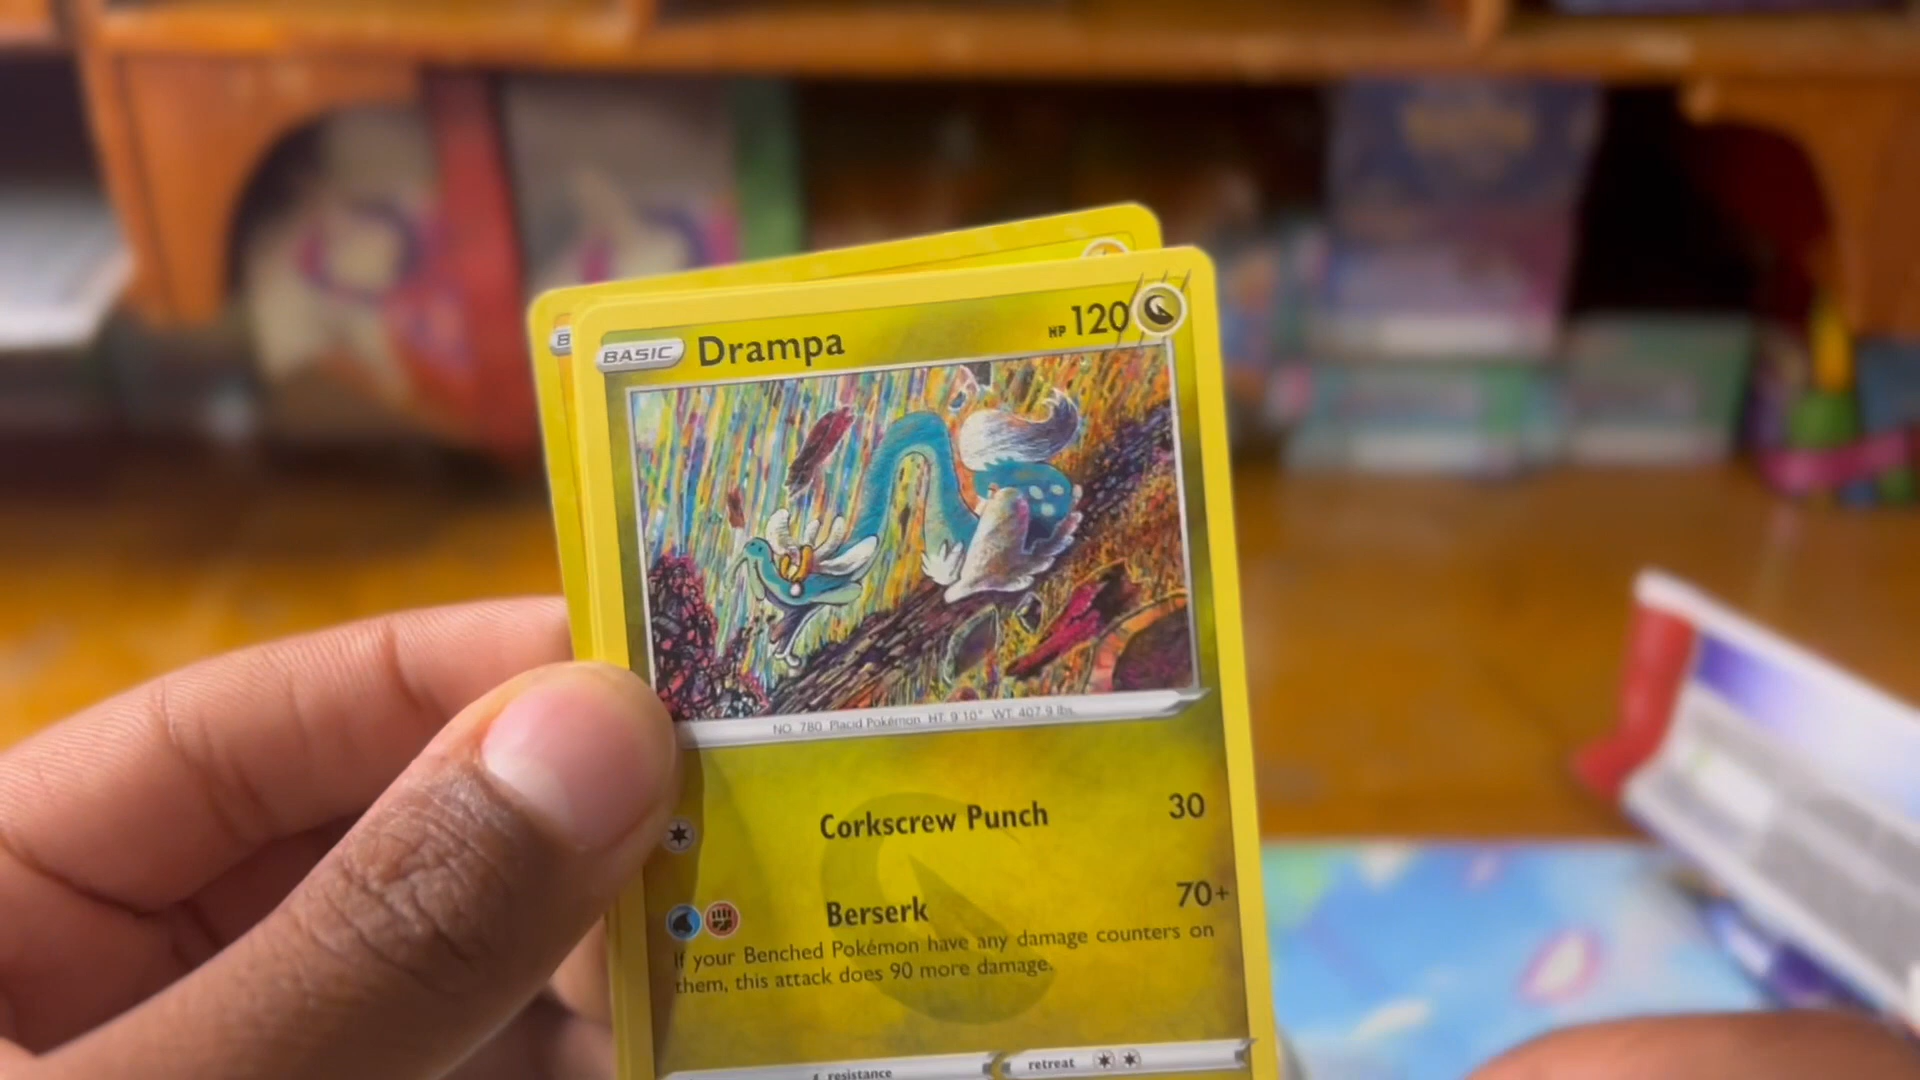 BASIC Drampa HP 120
NO. 780 Placid Pokémon HT: 9'10" WT: 407.9 lbs.
Corkscrew Punch 30
Berserk 70+
If your Benched Pokémon have any damage counters on
them, this attack does 90 more damage.
resistance retreat